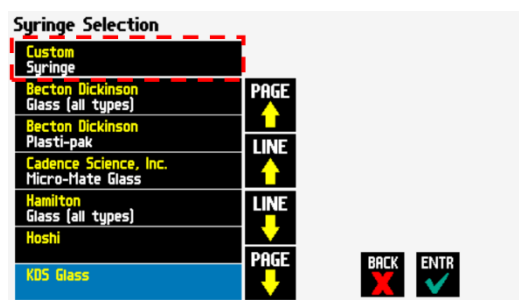 Syringe Selection
Custom
Syringe
Becton Dickinson
Glass (all types)
Becton Dickinson
Plasti-pak
Cadence Science, Inc.
Micro-Mate Glass
Hamilton
Glass (all types)
Hoshi
KDS Glass
PAGE
LINE
LINE
PAGE
BACK
ENTR